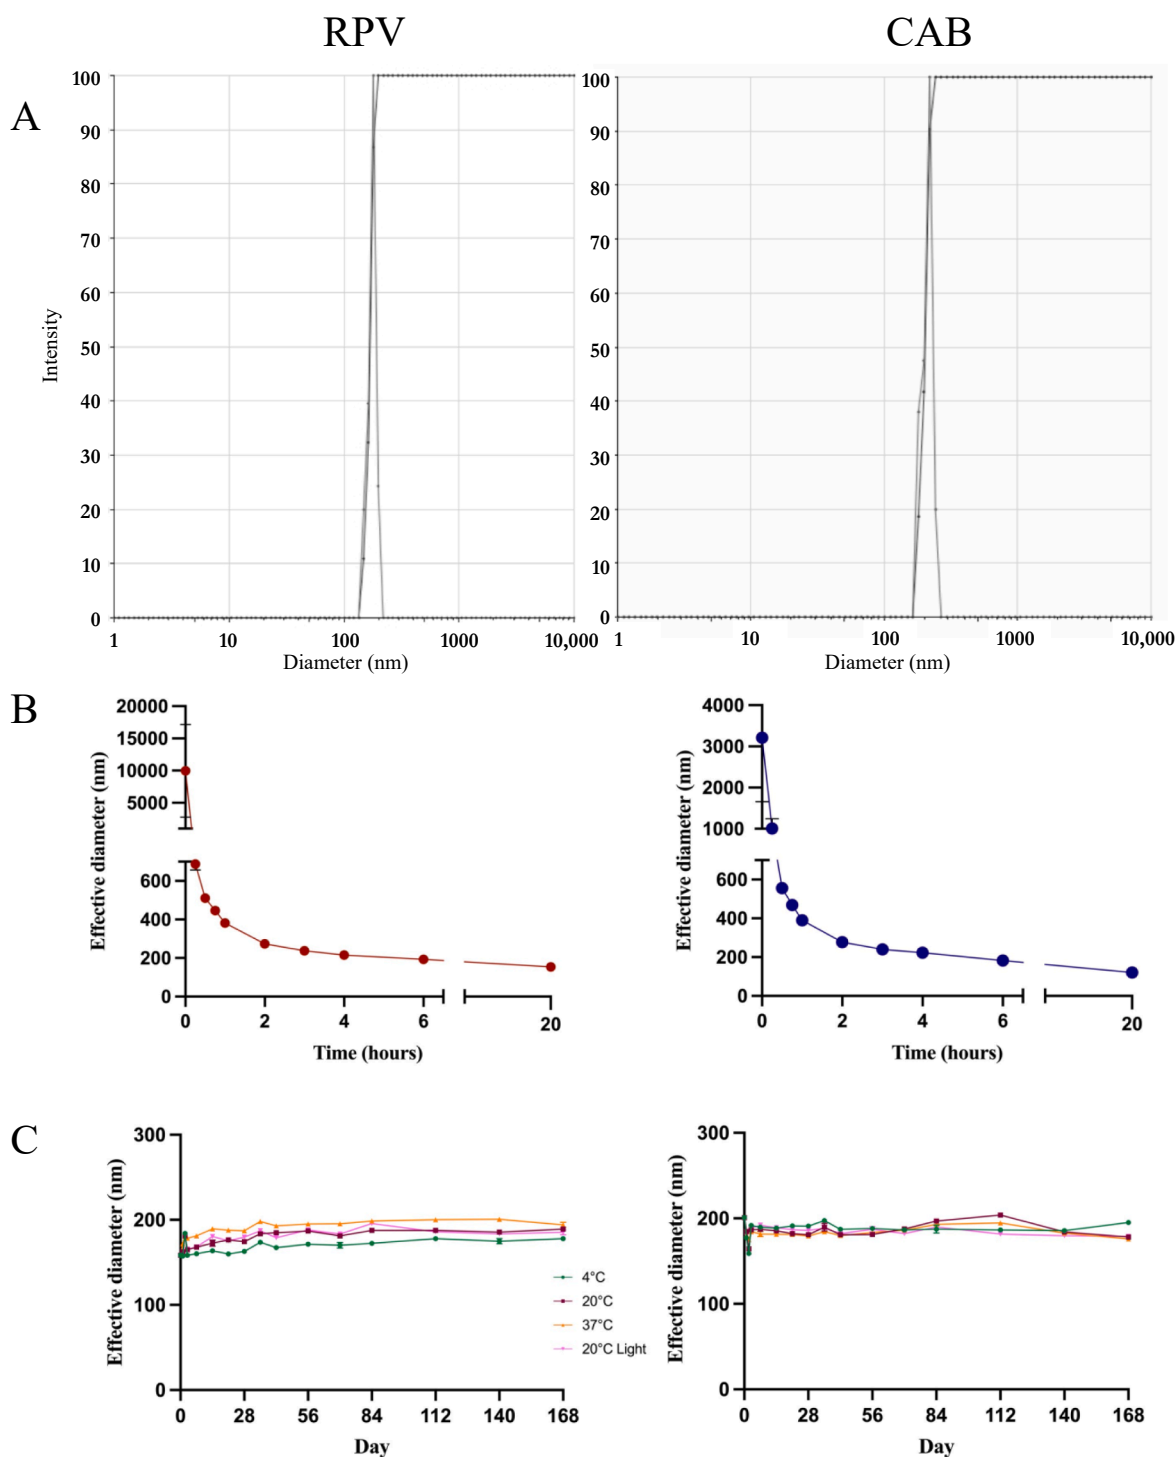 RPV CAB
A
100 100
90 90
80 80
70 70
60 60
50 50
40 40
30 30
20 20
10 10
0 0
Intensity
1 10 100 1000 10,000 1 10 100 1000 10,000
Diameter (nm) Diameter (nm)
B
20000 4000
15000 3000
10000 2000
5000 1000
600 600
400 400
200 200
0 0
Effective diameter (nm) Effective diameter (nm)
0 2 4 6 20 0 2 4 6 20
Time (hours) Time (hours)
C
300 300
200 200
100 100
0 0
Effective diameter (nm) Effective diameter (nm)
4°C
20°C
37°C
20°C Light
0 28 56 84 112 140 168 0 28 56 84 112 140 168
Day Day